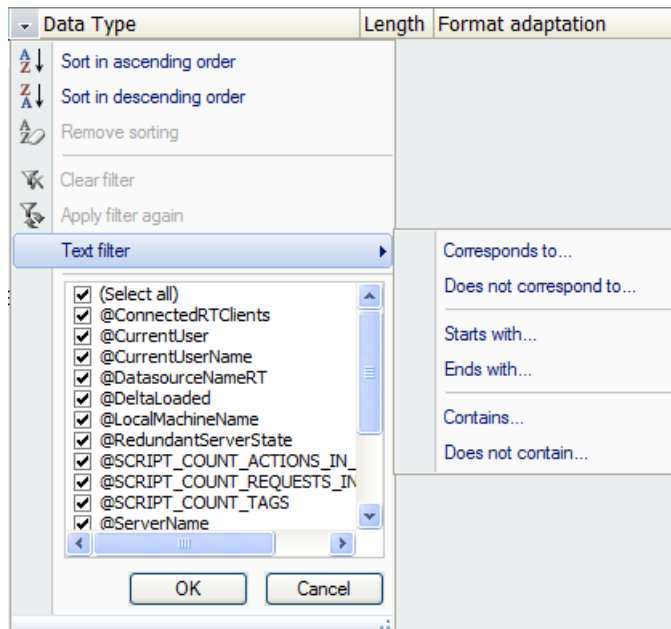 Data Type Length Format adaptation
Sort in ascending order
Sort in descending order
Remove sorting
Clear filter
Apply filter again
Text filter
(Select all)
@ConnectedRTClients
@CurrentUser
@CurrentUserName
@DatasourceNameRT
@DeltaLoaded
@LocalMachineName
@RedundantServerState
@SCRIPT_COUNT_ACTIONS_IN_
@SCRIPT_COUNT_REQUESTS_IN
@SCRIPT_COUNT_TAGS
@ServerName
OK Cancel
Corresponds to...
Does not correspond to...
Starts with...
Ends with...
Contains...
Does not contain...